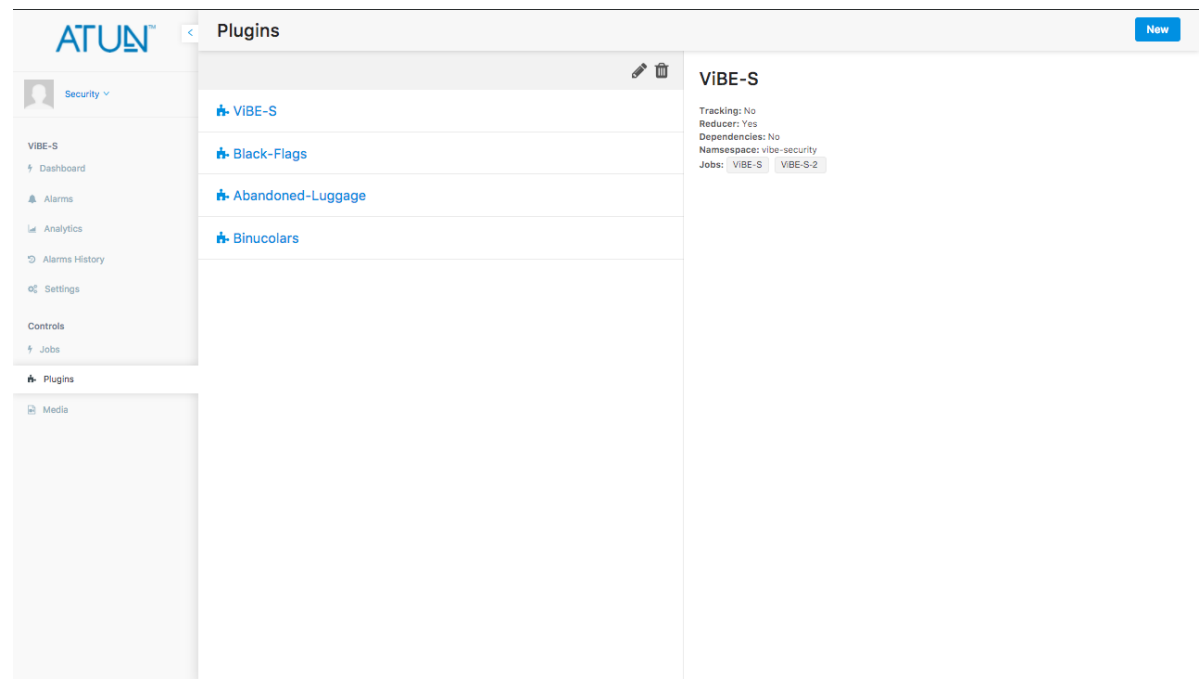 ATUN™
Security
ViBE-S
Dashboard
Alarms
Analytics
Alarms History
Settings
Controls
Jobs
Plugins
Media
Plugins
New
ViBE-S
Black-Flags
Abandoned-Luggage
Binucolars
ViBE-S
Tracking: No
Reducer: Yes
Dependencies: No
Namsespace: vibe-security
Jobs: ViBE-S ViBE-S-2